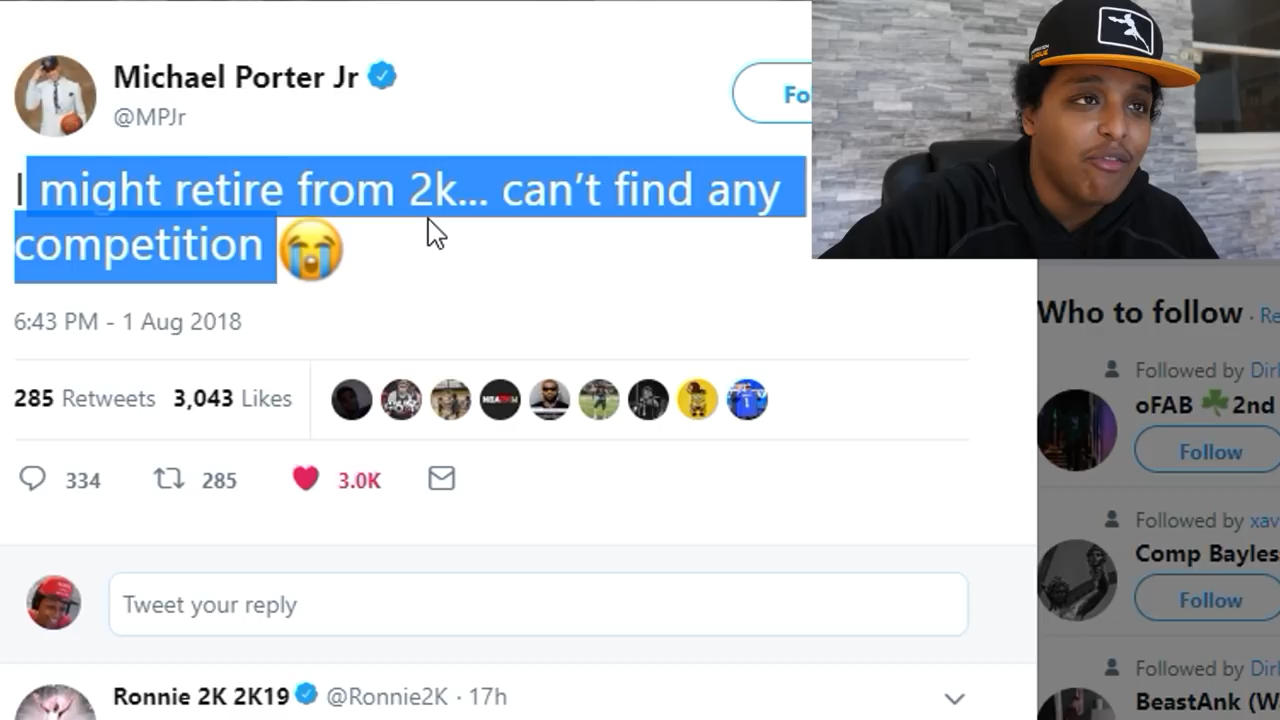 Michael Porter Jr
@MPJr
Fo
I might retire from 2k... can't find any
competition 😭
6:43 PM - 1 Aug 2018
285 Retweets 3,043 Likes
334 285 3.0K
Tweet your reply
Ronnie 2K 2K19 @Ronnie2K · 17h
Who to follow · Re
Followed by Dirl
oFAB ☘️ 2nd
Follow
Followed by xav
Comp Bayles
Follow
Followed by Dirl
BeastAnk (W